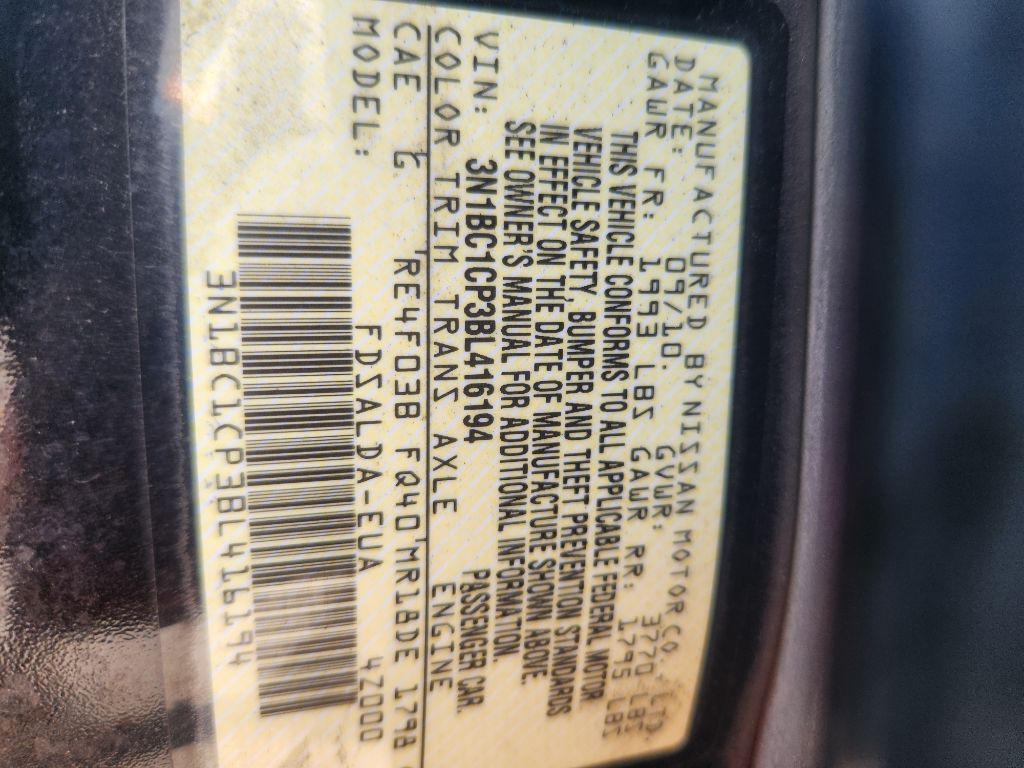 MANUFACTURED BY NISSAN MOTOR CO., LTD.
DATE: 09/10. GVWR: 3770 LBS
GAWR FR: 1993 LBS GAWR RR: 1795 LBS
THIS VEHICLE CONFORMS TO ALL APPLICABLE FEDERAL MOTOR
VEHICLE SAFETY, BUMPER AND THEFT PREVENTION STANDARDS
IN EFFECT ON THE DATE OF MANUFACTURE SHOWN ABOVE.
SEE OWNER'S MANUAL FOR ADDITIONAL INFORMATION.
VIN: 3N1BC1CP3BL416194 PASSENGER CAR.
COLOR TRIM TRANS AXLE ENGINE
CAE RE4F03B FQ40 MR18DE 1798
MODEL: FDSALDA-EUA 4Z000
3N1BC1CP3BL416194